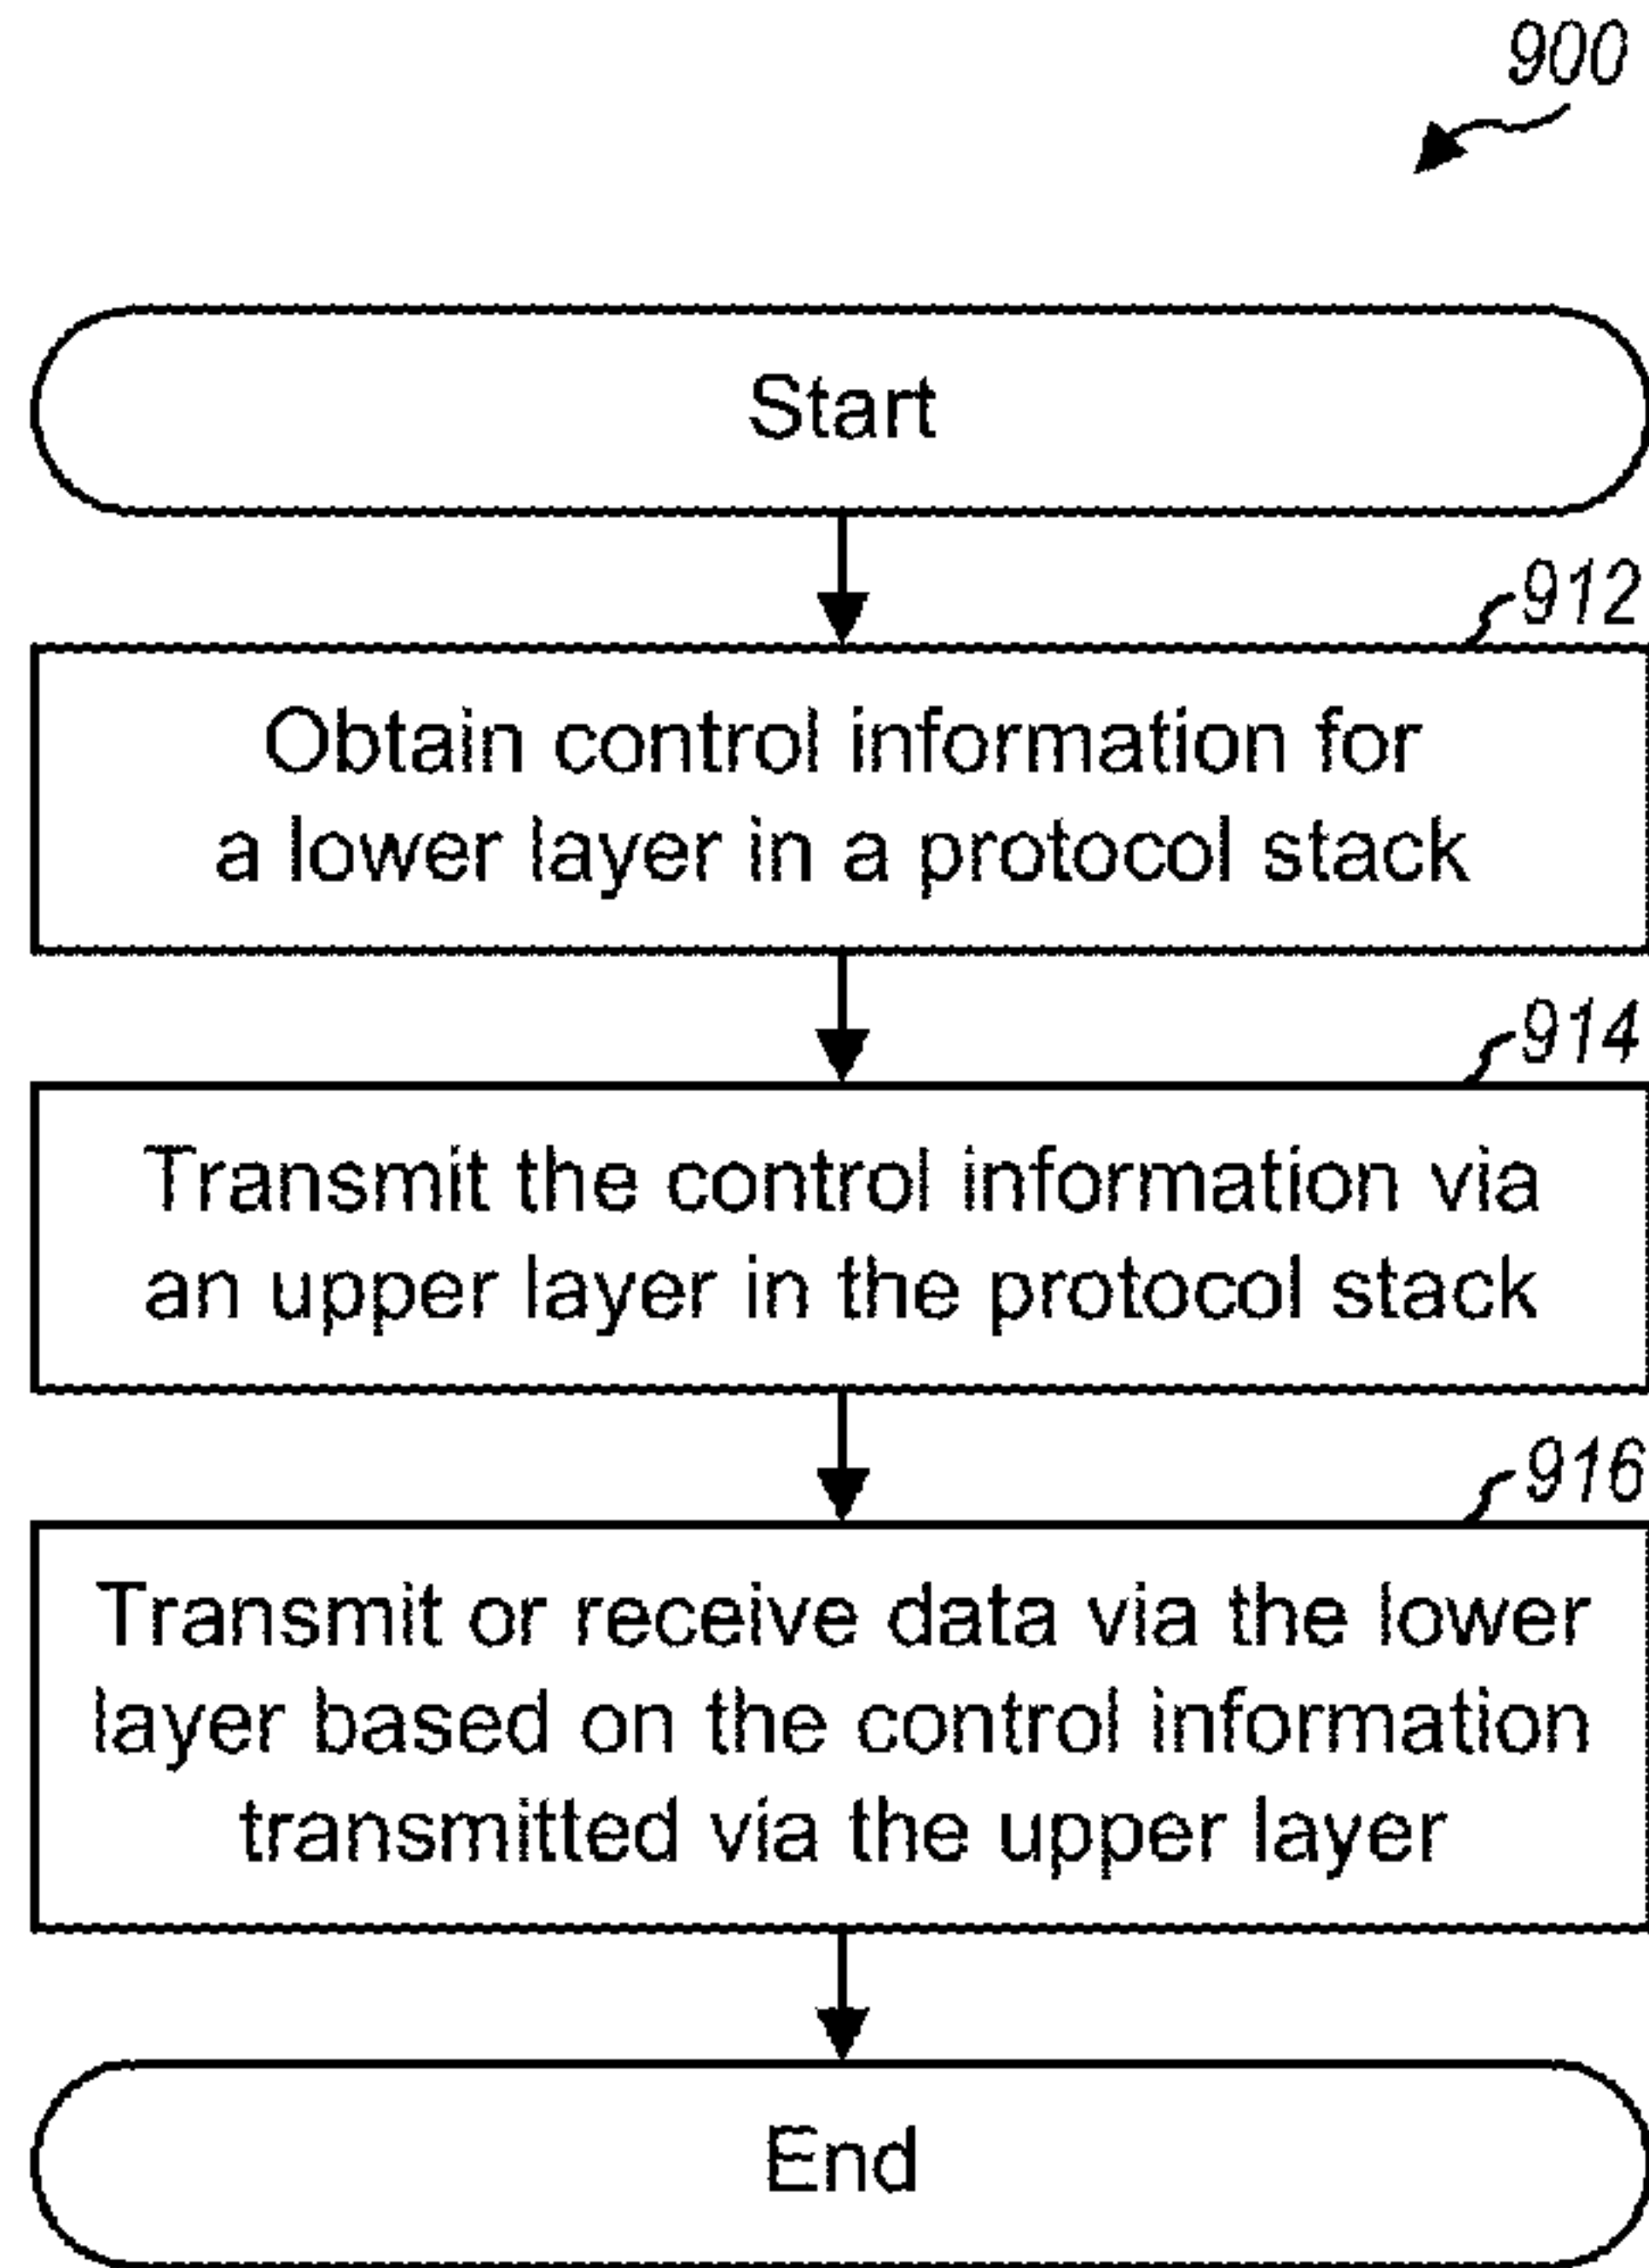 900
Start
912
Obtain control information for
a lower layer in a protocol stack
914
Transmit the control information via
an upper layer in the protocol stack
916
Transmit or receive data via the lower
layer based on the control information
transmitted via the upper layer
End